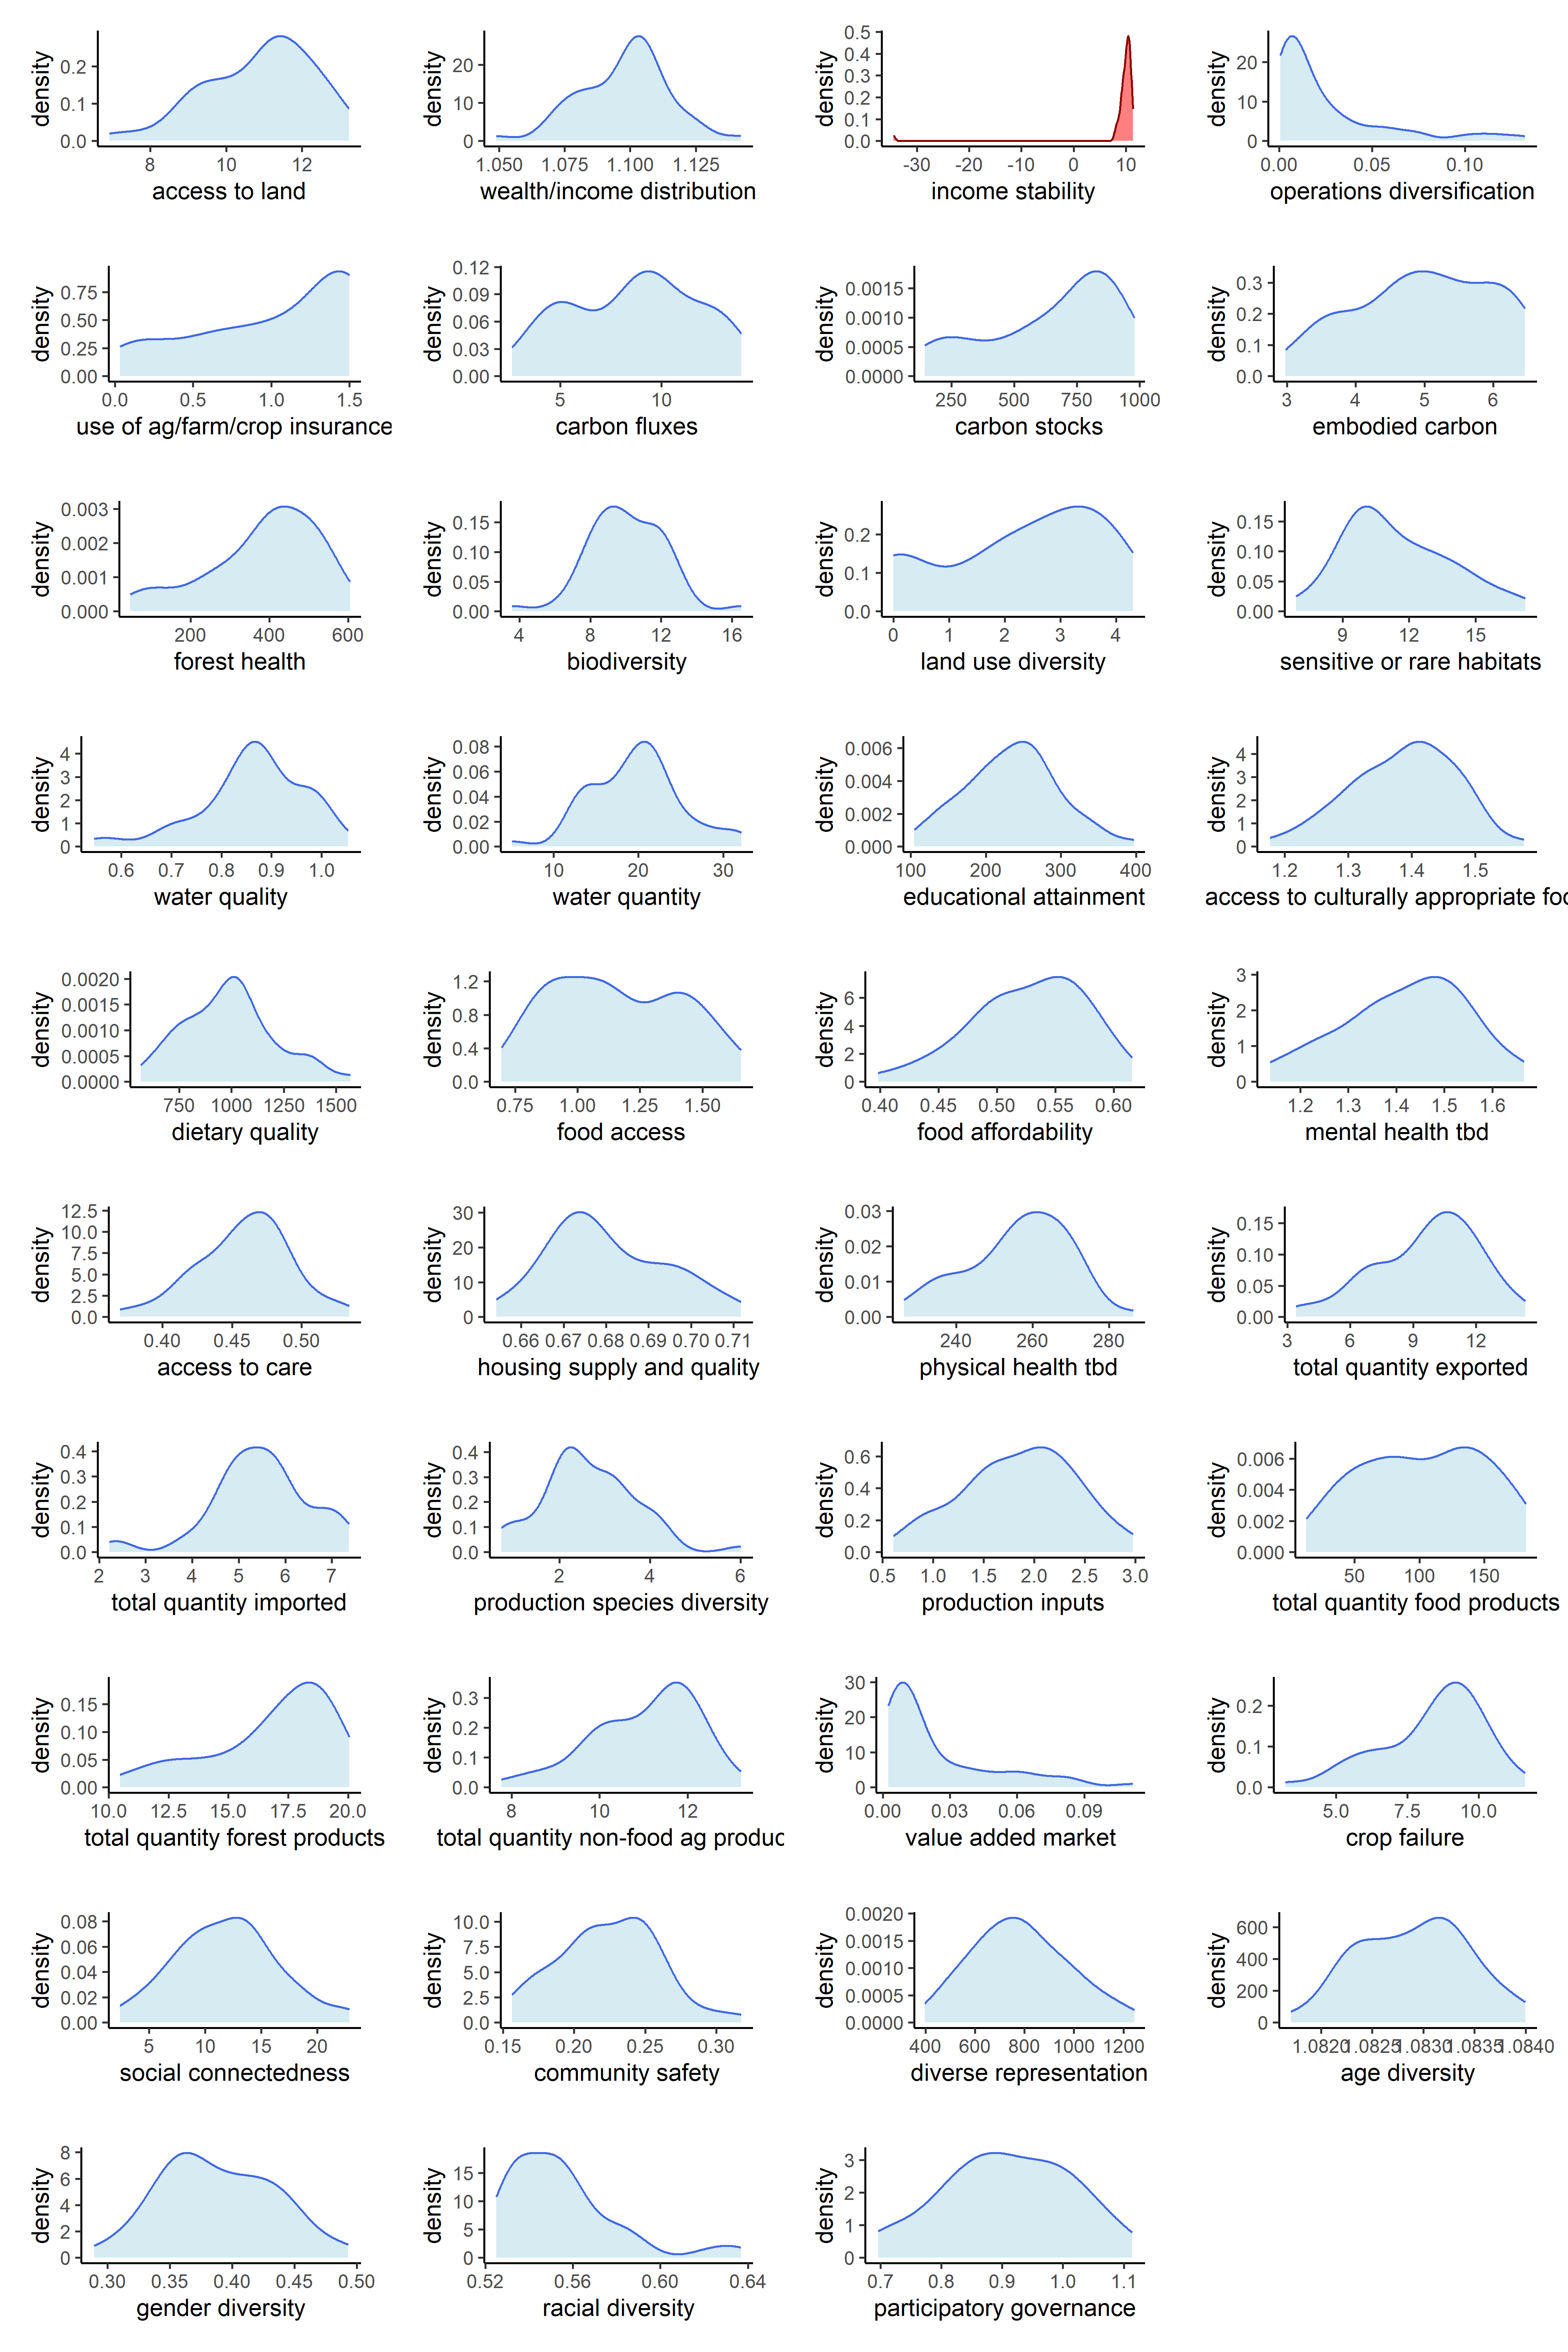 density 0.2 0.1 0.0 8 10 12 access to land
density 20 10 0 1.050 1.075 1.100 1.125 wealth/income distribution
density 0.5 0.4 0.3 0.2 0.1 0.0 -30 -20 -10 0 10 income stability
density 20 10 0 0.00 0.05 0.10 operations diversification
density 0.75 0.50 0.25 0.00 0.0 0.5 1.0 1.5 use of ag/farm/crop insurance
density 0.12 0.09 0.06 0.03 0.00 5 10 carbon fluxes
density 0.0015 0.0010 0.0005 0.0000 250 500 750 1000 carbon stocks
density 0.3 0.2 0.1 0.0 3 4 5 6 embodied carbon
density 0.003 0.002 0.001 0.000 200 400 600 forest health
density 0.15 0.10 0.05 0.00 4 8 12 16 biodiversity
density 0.2 0.1 0.0 0 1 2 3 4 land use diversity
density 0.15 0.10 0.05 0.00 9 12 15 sensitive or rare habitats
density 4 3 2 1 0 0.6 0.7 0.8 0.9 1.0 water quality
density 0.08 0.06 0.04 0.02 0.00 10 20 30 water quantity
density 0.006 0.004 0.002 0.000 100 200 300 400 educational attainment
density 4 3 2 1 0 1.2 1.3 1.4 1.5 access to culturally appropriate foo
density 0.0020 0.0015 0.0010 0.0005 0.0000 750 1000 1250 1500 dietary quality
density 1.2 0.8 0.4 0.0 0.75 1.00 1.25 1.50 food access
density 6 4 2 0 0.40 0.45 0.50 0.55 0.60 food affordability
density 3 2 1 0 1.2 1.3 1.4 1.5 1.6 mental health tbd
density 12.5 10.0 7.5 5.0 2.5 0.0 0.40 0.45 0.50 access to care
density 30 20 10 0 0.66 0.67 0.68 0.69 0.70 0.71 housing supply and quality
density 0.03 0.02 0.01 0.00 240 260 280 physical health tbd
density 0.15 0.10 0.05 0.00 3 6 9 12 total quantity exported
density 0.4 0.3 0.2 0.1 0.0 2 3 4 5 6 7 total quantity imported
density 0.4 0.3 0.2 0.1 0.0 2 4 6 production species diversity
density 0.6 0.4 0.2 0.0 0.5 1.0 1.5 2.0 2.5 3.0 production inputs
density 0.006 0.004 0.002 0.000 50 100 150 total quantity food products
density 0.15 0.10 0.05 0.00 10.0 12.5 15.0 17.5 20.0 total quantity forest products
density 0.3 0.2 0.1 0.0 8 10 12 total quantity non-food ag produc
density 30 20 10 0 0.00 0.03 0.06 0.09 value added market
density 0.2 0.1 0.0 5.0 7.5 10.0 crop failure
density 0.08 0.06 0.04 0.02 0.00 5 10 15 20 social connectedness
density 10.0 7.5 5.0 2.5 0.0 0.15 0.20 0.25 0.30 community safety
density 0.0020 0.0015 0.0010 0.0005 0.0000 400 600 800 1000 1200 diverse representation
density 600 400 200 0 1.0820 1.0825 1.0830 1.0835 1.0840 age diversity
density 8 6 4 2 0 0.30 0.35 0.40 0.45 0.50 gender diversity
density 15 10 5 0 0.52 0.56 0.60 0.64 racial diversity
density 3 2 1 0 0.7 0.8 0.9 1.0 1.1 participatory governance